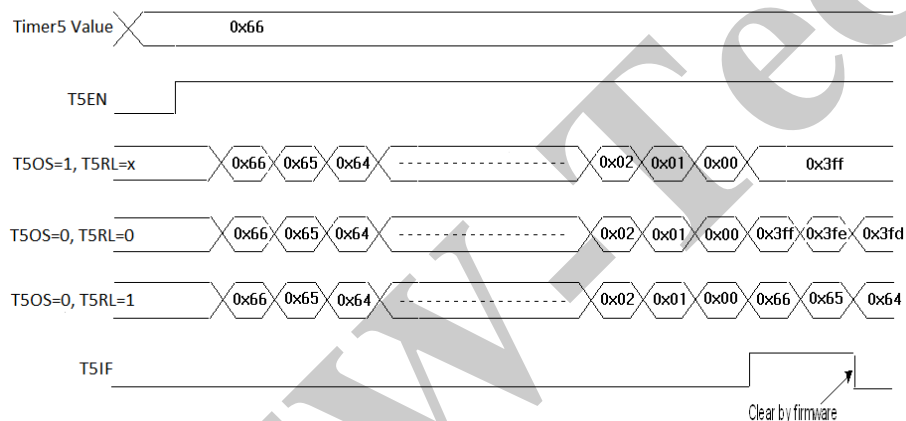 Timer5 Value 0x66
T5EN
T5OS=1, T5RL=x 0x66 0x65 0x64 0x02 0x01 0x00 0x3ff
T5OS=0, T5RL=0 0x66 0x65 0x64 0x02 0x01 0x00 0x3ff 0x3fe 0x3fd
T5OS=0, T5RL=1 0x66 0x65 0x64 0x02 0x01 0x00 0x66 0x65 0x64
T5IF
Clear by firmware